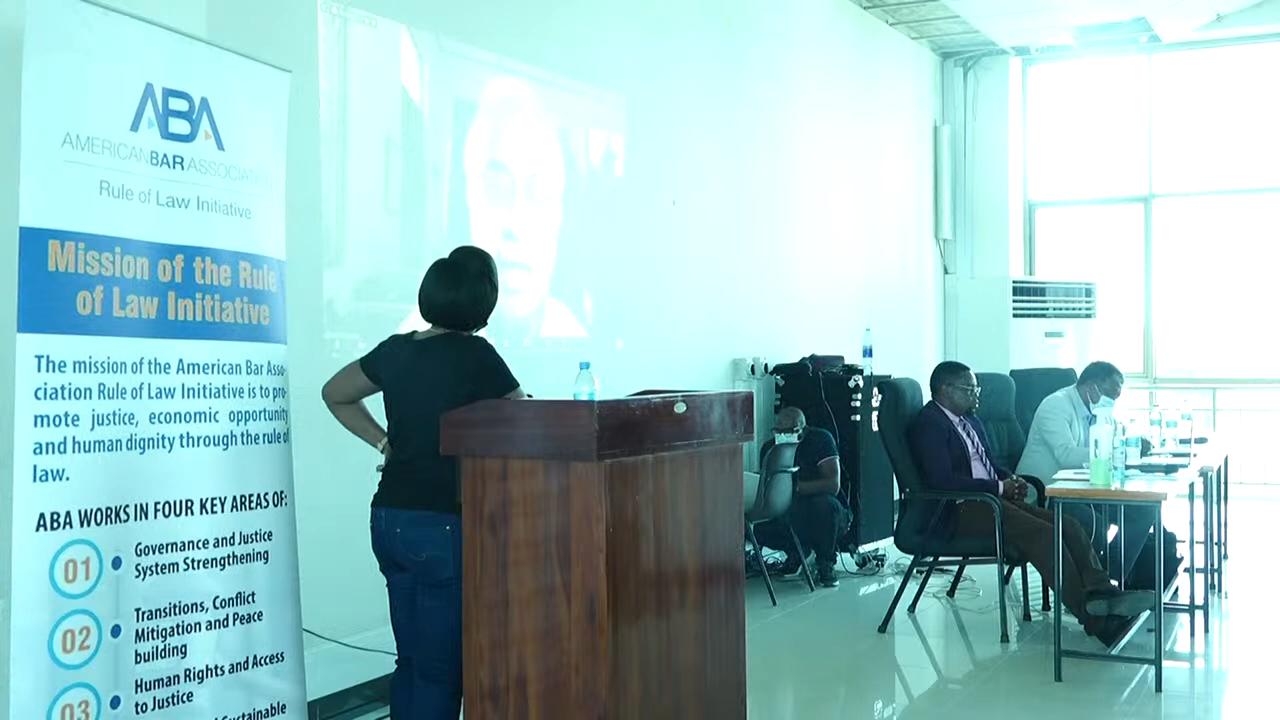 ABA
AMERICAN BAR ASSOCIATION
Rule of Law Initiative
Mission of the Rule
of Law Initiative
The mission of the American Bar Asso-
ciation Rule of Law Initiative is to pro-
mote justice, economic opportunity
and human dignity through the rule of
law.
ABA WORKS IN FOUR KEY AREAS OF:
01
Governance and Justice
System Strengthening
02
Transitions, Conflict
Mitigation and Peace
building
03
Human Rights and Access
to Justice
Sustainable